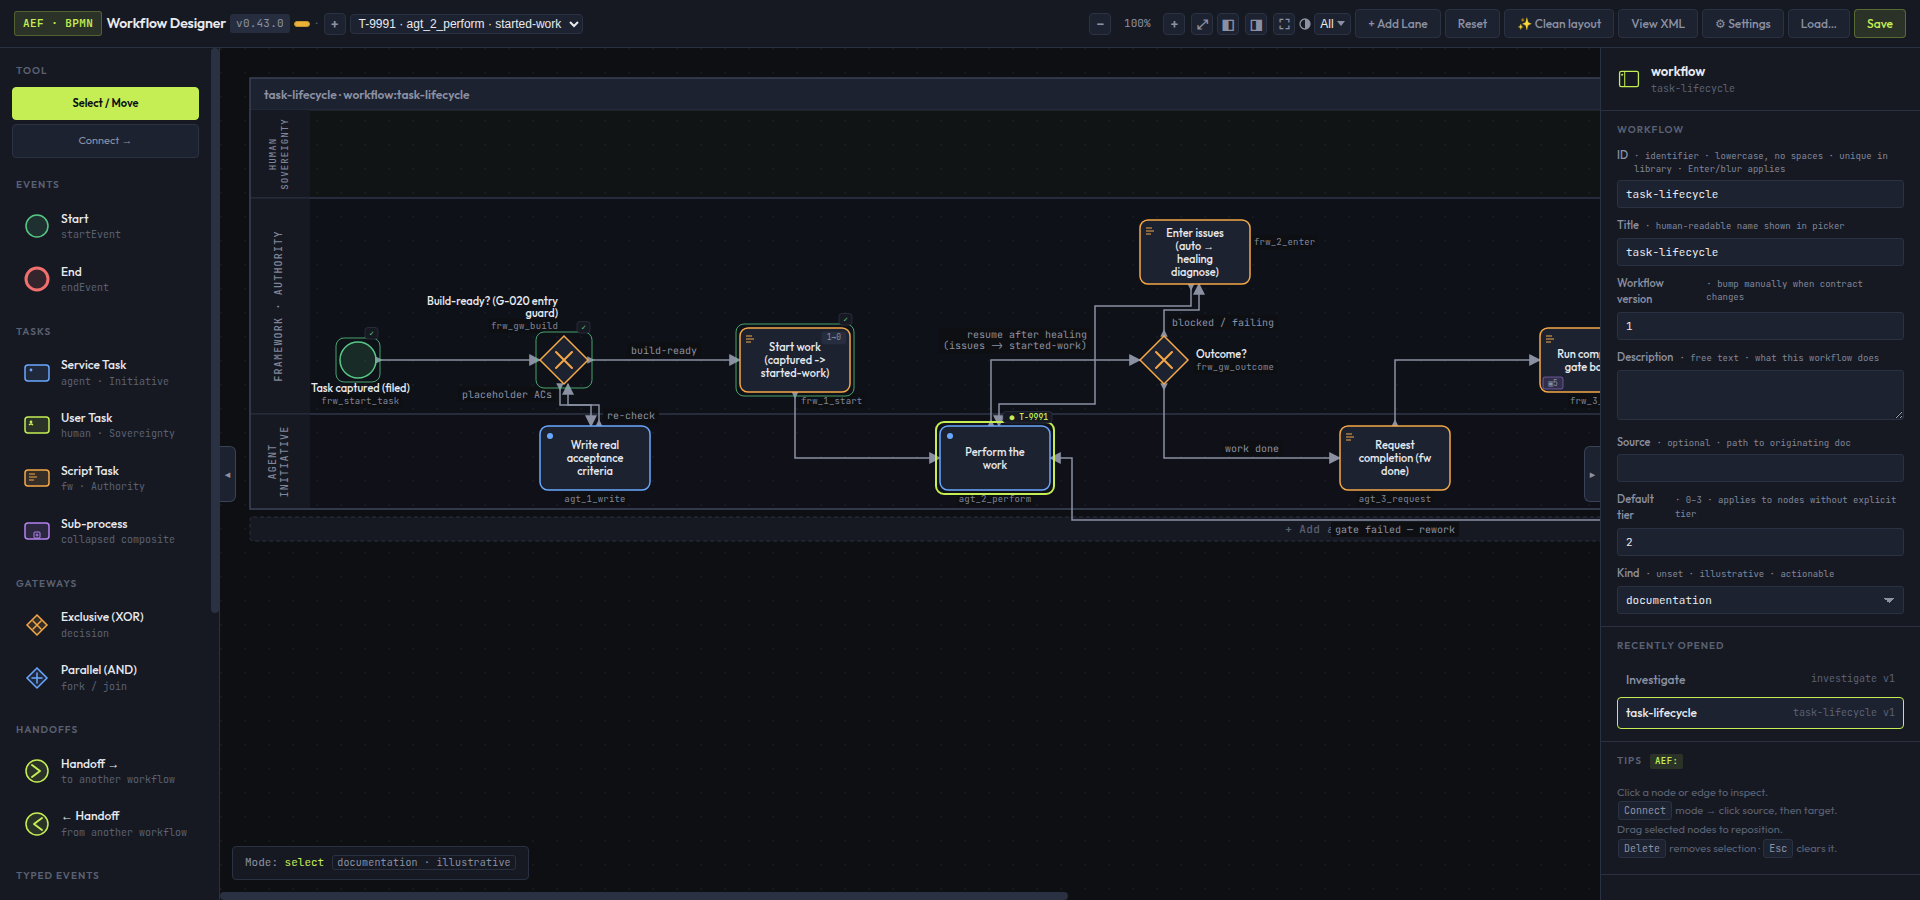 AEF · BPMN Workflow Designer v0.43.0 · + T-9991 · agt_2_perform · started-work − 100% + All + Add Lane Reset ✨ Clean layout View XML ⚙ Settings Load... Save
TOOL
Select / Move
Connect →
EVENTS
Start
startEvent
End
endEvent
TASKS
Service Task
agent · Initiative
User Task
human · Sovereignty
Script Task
fw · Authority
Sub-process
collapsed composite
GATEWAYS
Exclusive (XOR)
decision
Parallel (AND)
fork / join
HANDOFFS
Handoff →
to another workflow
← Handoff
from another workflow
TYPED EVENTS
task-lifecycle · workflow:task-lifecycle
HUMAN
SOVEREIGNTY
FRAMEWORK · AUTHORITY
AGENT
INITIATIVE
Task captured (filed)
frw_start_task
Build-ready? (G-020 entry
guard)
frw_gw_build
build-ready
placeholder ACs
re-check
Write real
acceptance
criteria
agt_1_write
Start work
(captured ->
started-work)
frw_1_start
T-9991
Perform the
work
agt_2_perform
resume after healing
(issues → started-work)
Enter issues
(auto →
healing
diagnose)
frw_2_enter
blocked / failing
Outcome?
frw_gw_outcome
work done
Request
completion (fw
done)
agt_3_request
gate failed — rework
+ Add
Mode: select documentation · illustrative
workflow
task-lifecycle
WORKFLOW
ID · identifier · lowercase, no spaces · unique in
library · Enter/blur applies
task-lifecycle
Title · human-readable name shown in picker
task-lifecycle
Workflow
version
· bump manually when contract
changes
1
Description · free text · what this workflow does
Source · optional · path to originating doc
Default
tier
· 0–3 · applies to nodes without explicit
tier
2
Kind · unset · illustrative · actionable
documentation
RECENTLY OPENED
Investigate investigate v1
task-lifecycle task-lifecycle v1
TIPS AEF:
Click a node or edge to inspect.
Connect mode → click source, then target.
Drag selected nodes to reposition.
Delete removes selection · Esc clears it.